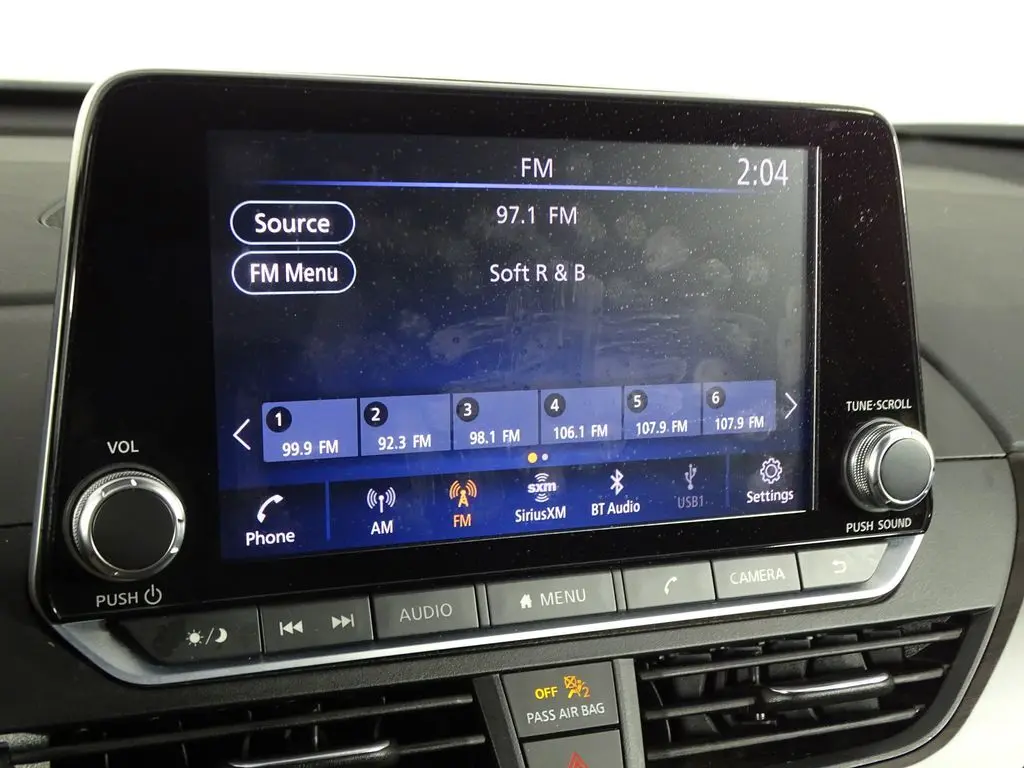 FM
2:04
Source
97.1 FM
FM Menu
Soft R & B
1
99.9 FM
2
92.3 FM
3
98.1 FM
4
106.1 FM
5
107.9 FM
6
107.9 FM
Phone
AM
FM
sxm
SiriusXM
BT Audio
USB1
Settings
VOL
PUSH
TUNE·SCROLL
PUSH SOUND
AUDIO
MENU
CAMERA
OFF
2
PASS AIR BAG